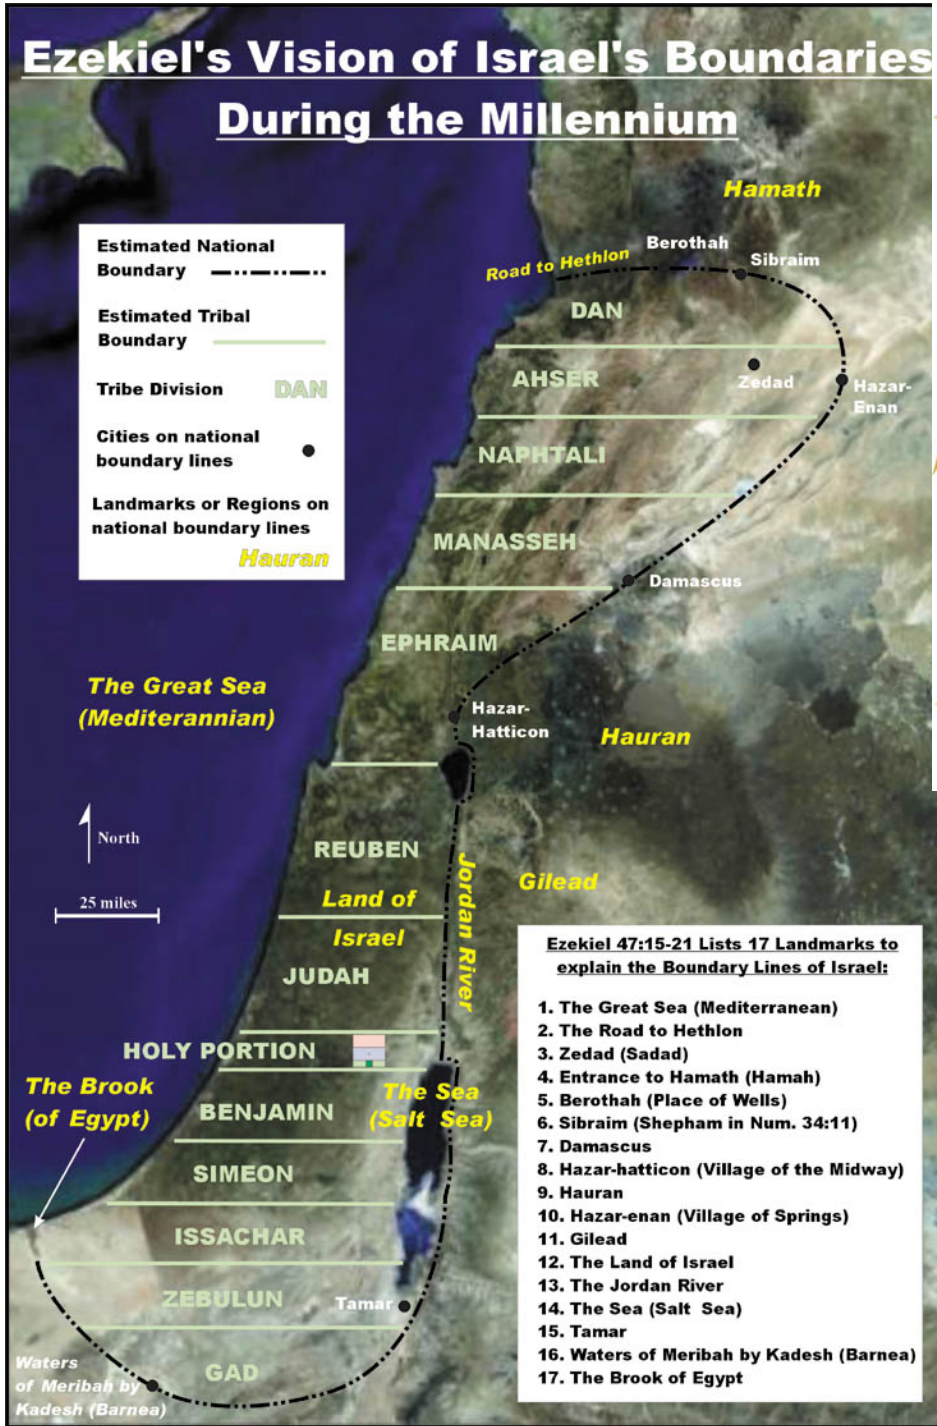 Ezekiel's Vision of Israel's Boundaries
During the Millennium
Hamath
Estimated National
Boundary
Estimated Tribal
Boundary
Tribe Division DAN
Cities on national
boundary lines
Landmarks or Regions on
national boundary lines
Hauran
Berothah
Road to Hethlon
Sibraim
DAN
AHSER
Zedad
Hazar-
Enan
NAPHTALI
MANASSEH
Damascus
EPHRAIM
The Great Sea
(Mediterannian)
Hazar-
Hatticon
Hauran
North
25 miles
REUBEN
Jordan River
Gilead
Land of
Israel
JUDAH
HOLY PORTION
The Brook
(of Egypt)
The Sea
(Salt Sea)
BENJAMIN
SIMEON
ISSACHAR
ZEBULUN
Tamar
GAD
Waters
of Meribah by
Kadesh (Barnea)
Ezekiel 47:15-21 Lists 17 Landmarks to
explain the Boundary Lines of Israel:
1. The Great Sea (Mediterranean)
2. The Road to Hethlon
3. Zedad (Sadad)
4. Entrance to Hamath (Hamah)
5. Berothah (Place of Wells)
6. Sibraim (Shepham in Num. 34:11)
7. Damascus
8. Hazar-hatticon (Village of the Midway)
9. Hauran
10. Hazar-enan (Village of Springs)
11. Gilead
12. The Land of Israel
13. The Jordan River
14. The Sea (Salt Sea)
15. Tamar
16. Waters of Meribah by Kadesh (Barnea)
17. The Brook of Egypt